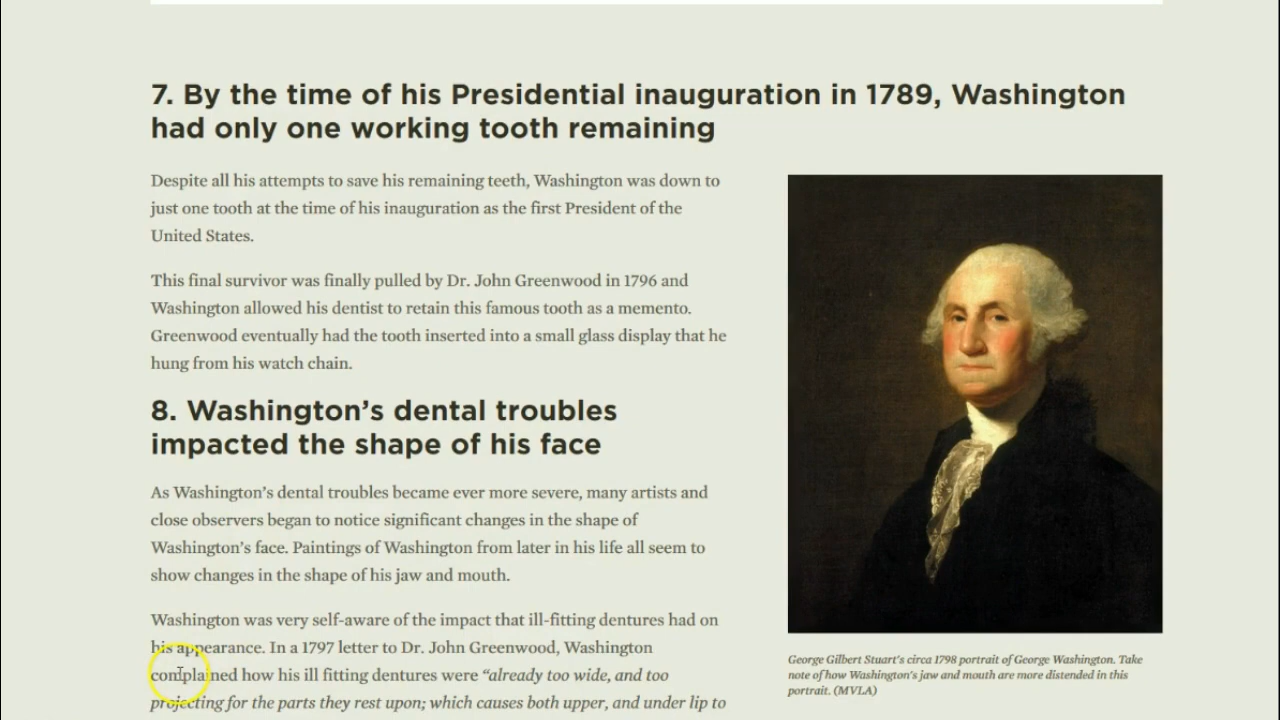 7. By the time of his Presidential inauguration in 1789, Washington
had only one working tooth remaining
Despite all his attempts to save his remaining teeth, Washington was down to
just one tooth at the time of his inauguration as the first President of the
United States.
This final survivor was finally pulled by Dr. John Greenwood in 1796 and
Washington allowed his dentist to retain this famous tooth as a memento.
Greenwood eventually had the tooth inserted into a small glass display that he
hung from his watch chain.
8. Washington’s dental troubles
impacted the shape of his face
As Washington’s dental troubles became ever more severe, many artists and
close observers began to notice significant changes in the shape of
Washington’s face. Paintings of Washington from later in his life all seem to
show changes in the shape of his jaw and mouth.
Washington was very self-aware of the impact that ill-fitting dentures had on
his appearance. In a 1797 letter to Dr. John Greenwood, Washington
complained how his ill fitting dentures were “already too wide, and too
projecting for the parts they rest upon; which causes both upper, and under lip to
George Gilbert Stuart’s circa 1798 portrait of George Washington. Take
note of how Washington’s jaw and mouth are more distended in this
portrait. (MVLA)